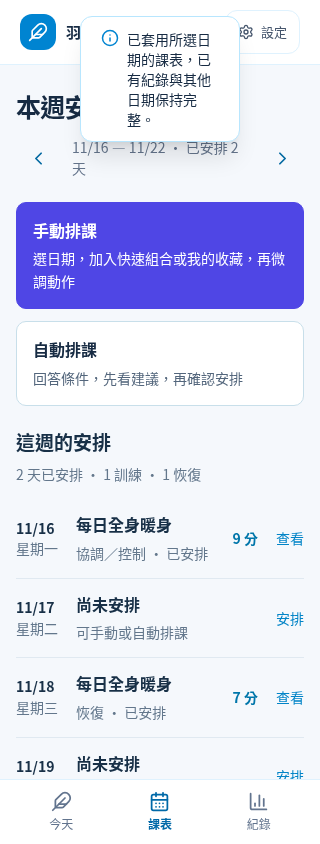 羽
設定
已套用所選日
期的課表，已
有紀錄與其他
日期保持完
整。
本週安
11/16 — 11/22 · 已安排 2
天
手動排課
選日期，加入快速組合或我的收藏，再微
調動作
自動排課
回答條件，先看建議，再確認安排
這週的安排
2 天已安排 · 1 訓練 · 1 恢復
11/16 每日全身暖身 9 分 查看
星期一 協調／控制 · 已安排
11/17 尚未安排 安排
星期二 可手動或自動排課
11/18 每日全身暖身 7 分 查看
星期三 恢復 · 已安排
11/19 尚未安排 安排
今天 課表 紀錄